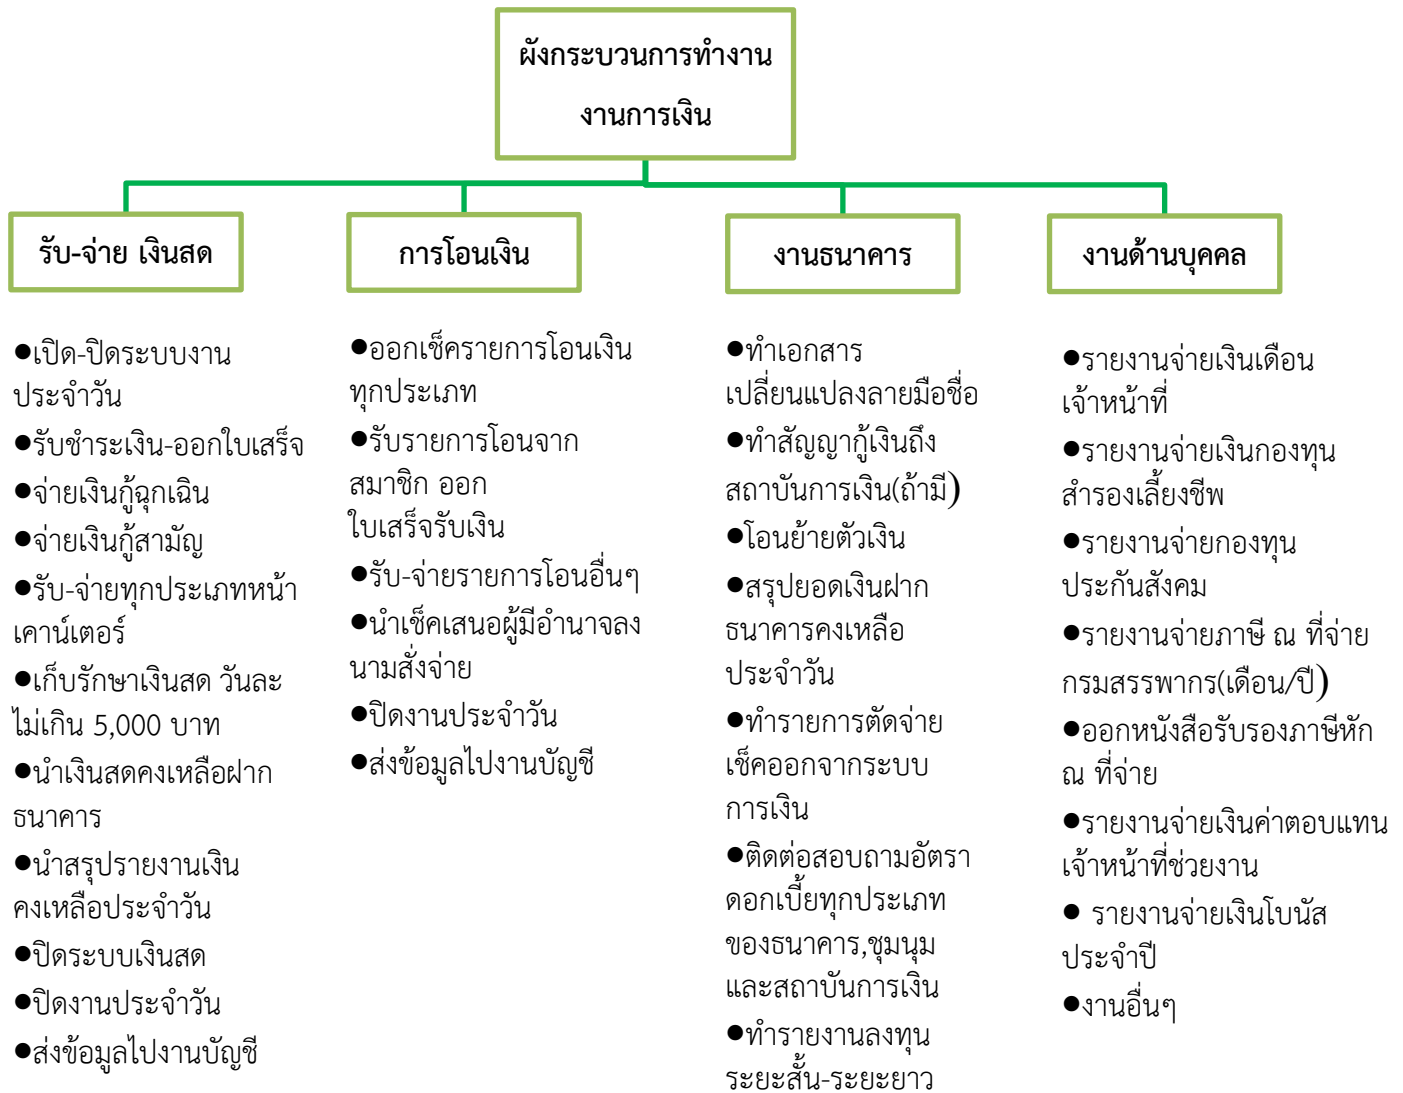 ผังกระบวนการทำงาน
งานการเงิน
รับ-จ่าย เงินสด
●เปิด-ปิดระบบงาน
ประจำวัน
●รับชำระเงิน-ออกใบเสร็จ
●จ่ายเงินกู้ฉุกเฉิน
●จ่ายเงินกู้สามัญ
●รับ-จ่ายทุกประเภทหน้า
เคาน์เตอร์
●เก็บรักษาเงินสด วันละ
ไม่เกิน 5,000 บาท
●นำเงินสดคงเหลือฝาก
ธนาคาร
●นำสรุปรายงานเงิน
คงเหลือประจำวัน
●ปิดระบบเงินสด
●ปิดงานประจำวัน
●ส่งข้อมูลไปงานบัญชี
การโอนเงิน
●ออกเช็ครายการโอนเงิน
ทุกประเภท
●รับรายการโอนจาก
สมาชิก ออก
ใบเสร็จรับเงิน
●รับ-จ่ายรายการโอนอื่นๆ
●นำเช็คเสนอผู้มีอำนาจลง
นามสั่งจ่าย
●ปิดงานประจำวัน
●ส่งข้อมูลไปงานบัญชี
งานธนาคาร
●ทำเอกสาร
เปลี่ยนแปลงลายมือชื่อ
●ทำสัญญากู้เงินถึง
สถาบันการเงิน(ถ้ามี)
●โอนย้ายตัวเงิน
●สรุปยอดเงินฝาก
ธนาคารคงเหลือ
ประจำวัน
●ทำรายการตัดจ่าย
เช็คออกจากระบบ
การเงิน
●ติดต่อสอบถามอัตรา
ดอกเบี้ยทุกประเภท
ของธนาคาร,ชุมนุม
และสถาบันการเงิน
●ทำรายงานลงทุน
ระยะสั้น-ระยะยาว
งานด้านบุคคล
●รายงานจ่ายเงินเดือน
เจ้าหน้าที่
●รายงานจ่ายเงินกองทุน
สำรองเลี้ยงชีพ
●รายงานจ่ายกองทุน
ประกันสังคม
●รายงานจ่ายภาษี ณ ที่จ่าย
กรมสรรพากร(เดือน/ปี)
●ออกหนังสือรับรองภาษีหัก
ณ ที่จ่าย
●รายงานจ่ายเงินค่าตอบแทน
เจ้าหน้าที่ช่วยงาน
● รายงานจ่ายเงินโบนัส
ประจำปี
●งานอื่นๆ